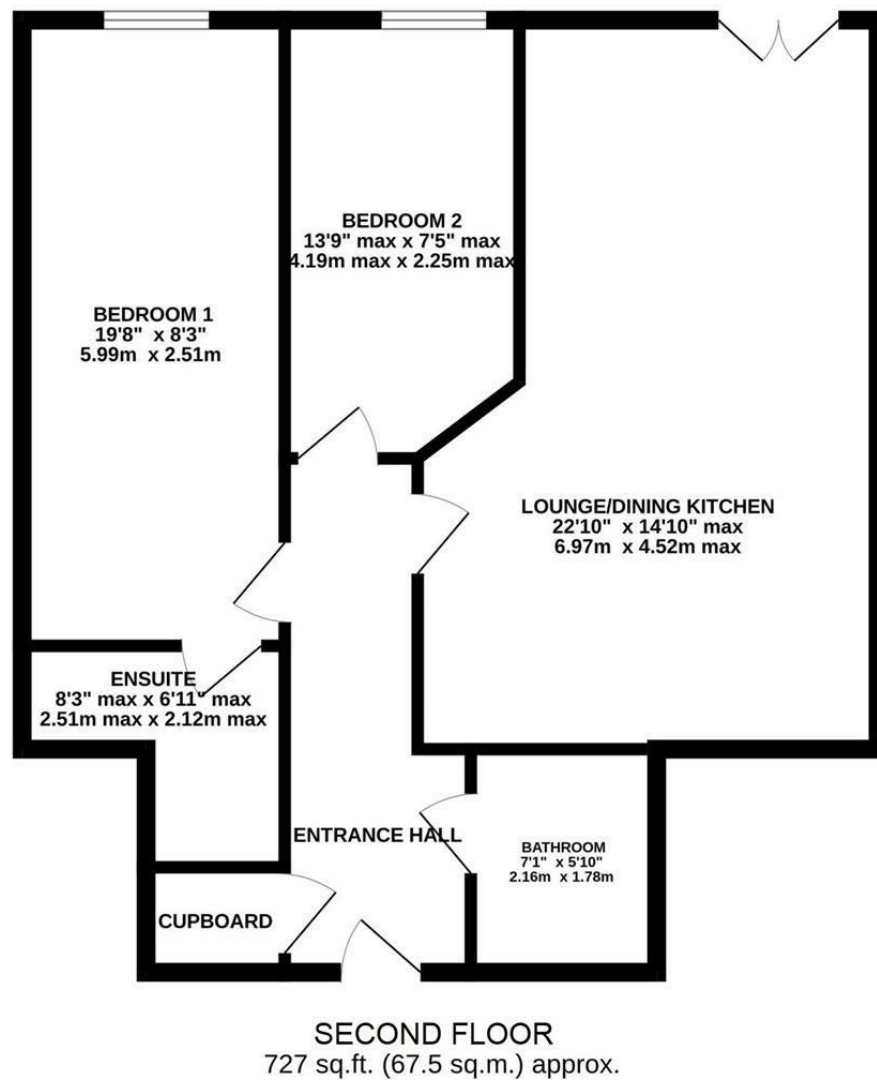 BEDROOM 1
19'8" x 8'3"
5.99m x 2.51m
BEDROOM 2
13'9" max x 7'5" max
4.19m max x 2.25m max
LOUNGE/DINING KITCHEN
22'10" x 14'10" max
6.97m x 4.52m max
ENSUITE
8'3" max x 6'11" max
2.51m max x 2.12m max
ENTRANCE HALL
BATHROOM
7'1" x 5'10"
2.16m x 1.78m
CUPBOARD
SECOND FLOOR
727 sq.ft. (67.5 sq.m.) approx.